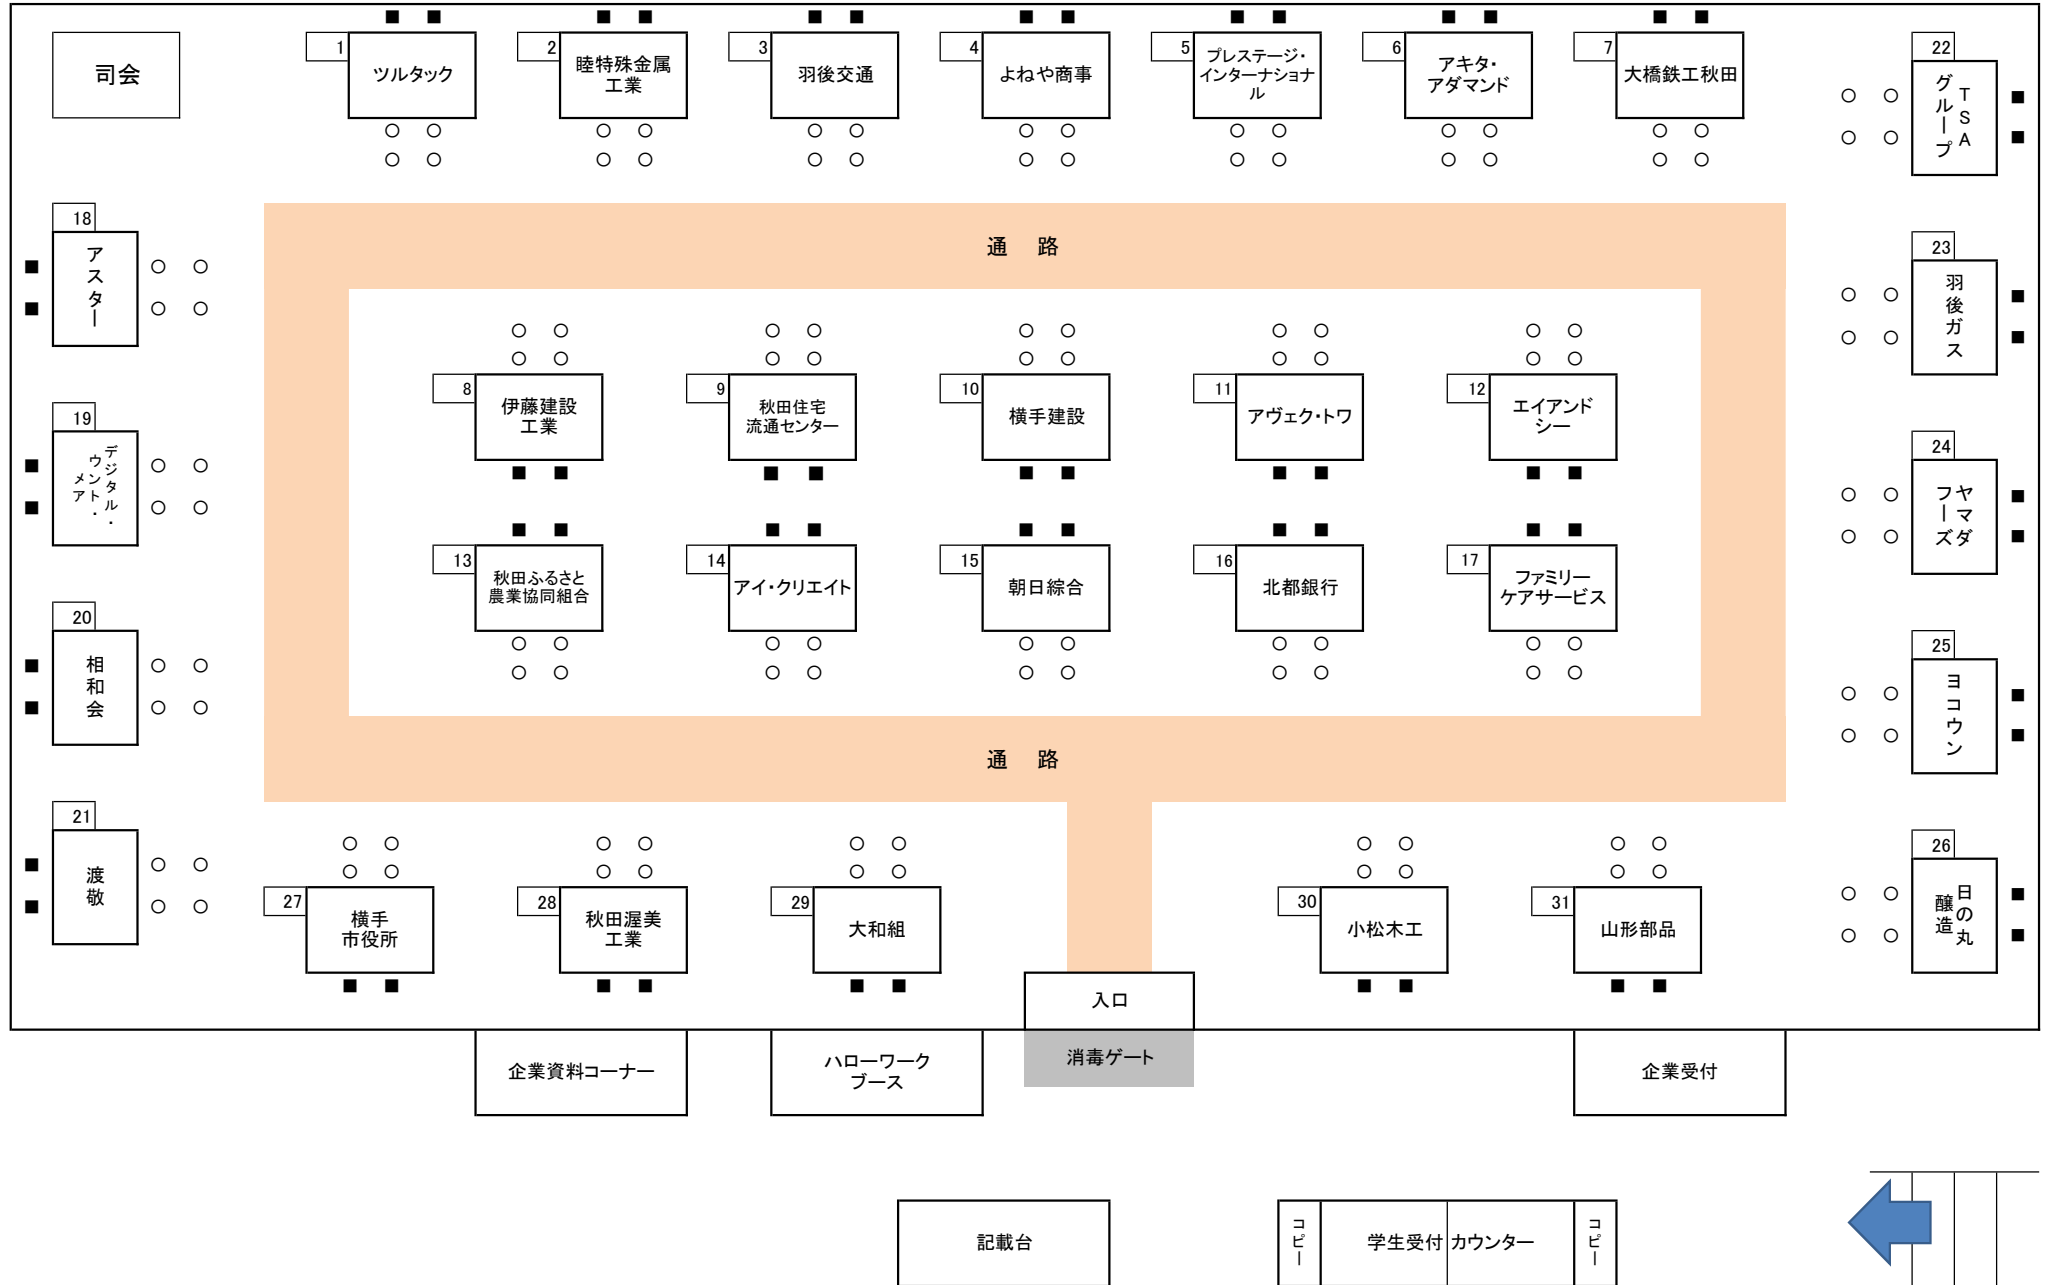 司会
1
ツルタック
2
睦特殊金属
工業
3
羽後交通
4
よねや商事
5
プレステージ・
インターナショナ
ル
6
アキタ・
アダマンド
7
大橋鉄工秋田
22
TSA
グループ
通　路
18
アスター
23
羽後ガス
8
伊藤建設
工業
9
秋田住宅
流通センター
10
横手建設
11
アヴェク・トワ
12
エイアンド
シー
19
デジタル・
ウント・
メア
24
ヤマダ
フーズ
13
秋田ふるさと
農業協同組合
14
アイ・クリエイト
15
朝日綜合
16
北都銀行
17
ファミリー
ケアサービス
20
相和会
25
ヨコウン
通　路
21
渡敬
26
日の丸
醸造
27
横手
市役所
28
秋田渥美
工業
29
大和組
30
小松木工
31
山形部品
入口
消毒ゲート
企業資料コーナー
ハローワーク
ブース
企業受付
記載台
コピー
学生受付カウンター
コピー